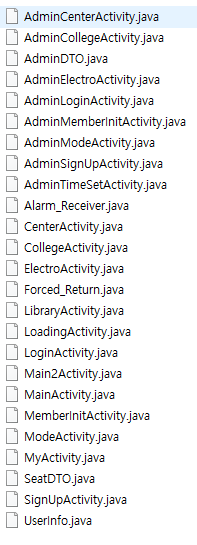 AdminCenterActivity.java
AdminCollegeActivity.java
AdminDTO.java
AdminElectroActivity.java
AdminLoginActivity.java
AdminMemberInitActivity.java
AdminModeActivity.java
AdminSignUpActivity.java
AdminTimeSetActivity.java
Alarm_Receiver.java
CenterActivity.java
CollegeActivity.java
ElectroActivity.java
Forced_Return.java
LibraryActivity.java
LoadingActivity.java
LoginActivity.java
Main2Activity.java
MainActivity.java
MemberInitActivity.java
ModeActivity.java
MyActivity.java
SeatDTO.java
SignUpActivity.java
UserInfo.java